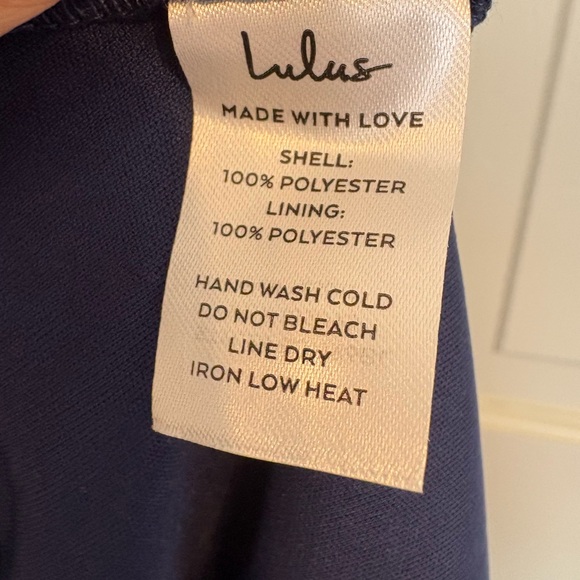 Lulus
MADE WITH LOVE
SHELL:
100% POLYESTER
LINING:
100% POLYESTER
HAND WASH COLD
DO NOT BLEACH
LINE DRY
IRON LOW HEAT